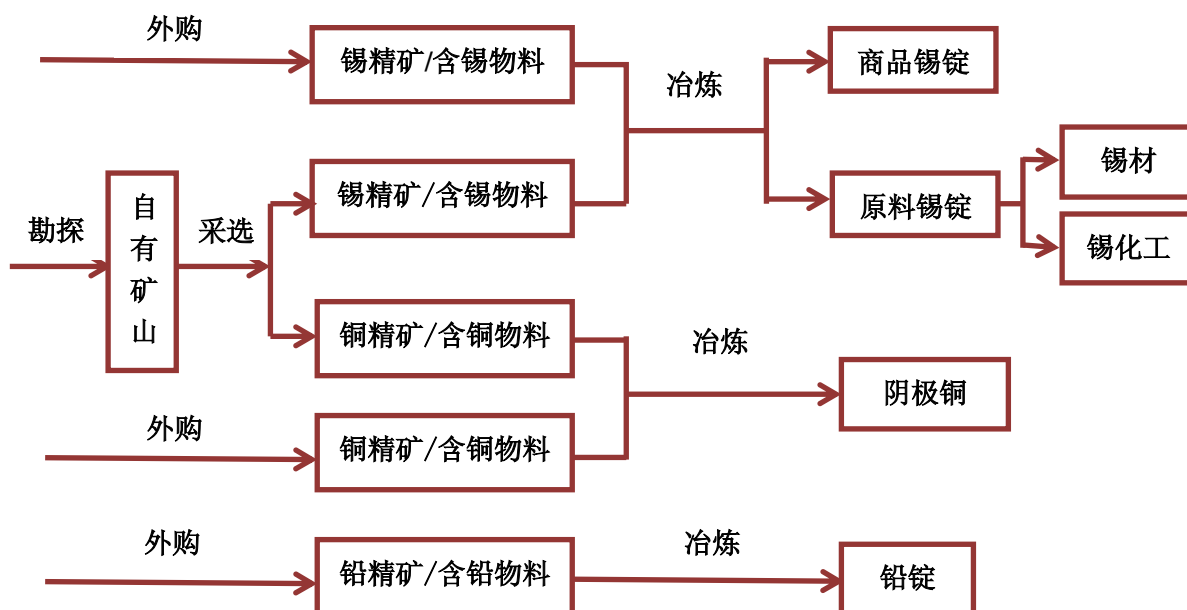 外购
锡精矿/含锡物料
冶炼
商品锡锭
锡材
锡精矿/含锡物料
原料锡锭
勘探
自有矿山
采选
锡化工
铜精矿/含铜物料
冶炼
阴极铜
外购
铜精矿/含铜物料
外购
铅精矿/含铅物料
冶炼
铅锭